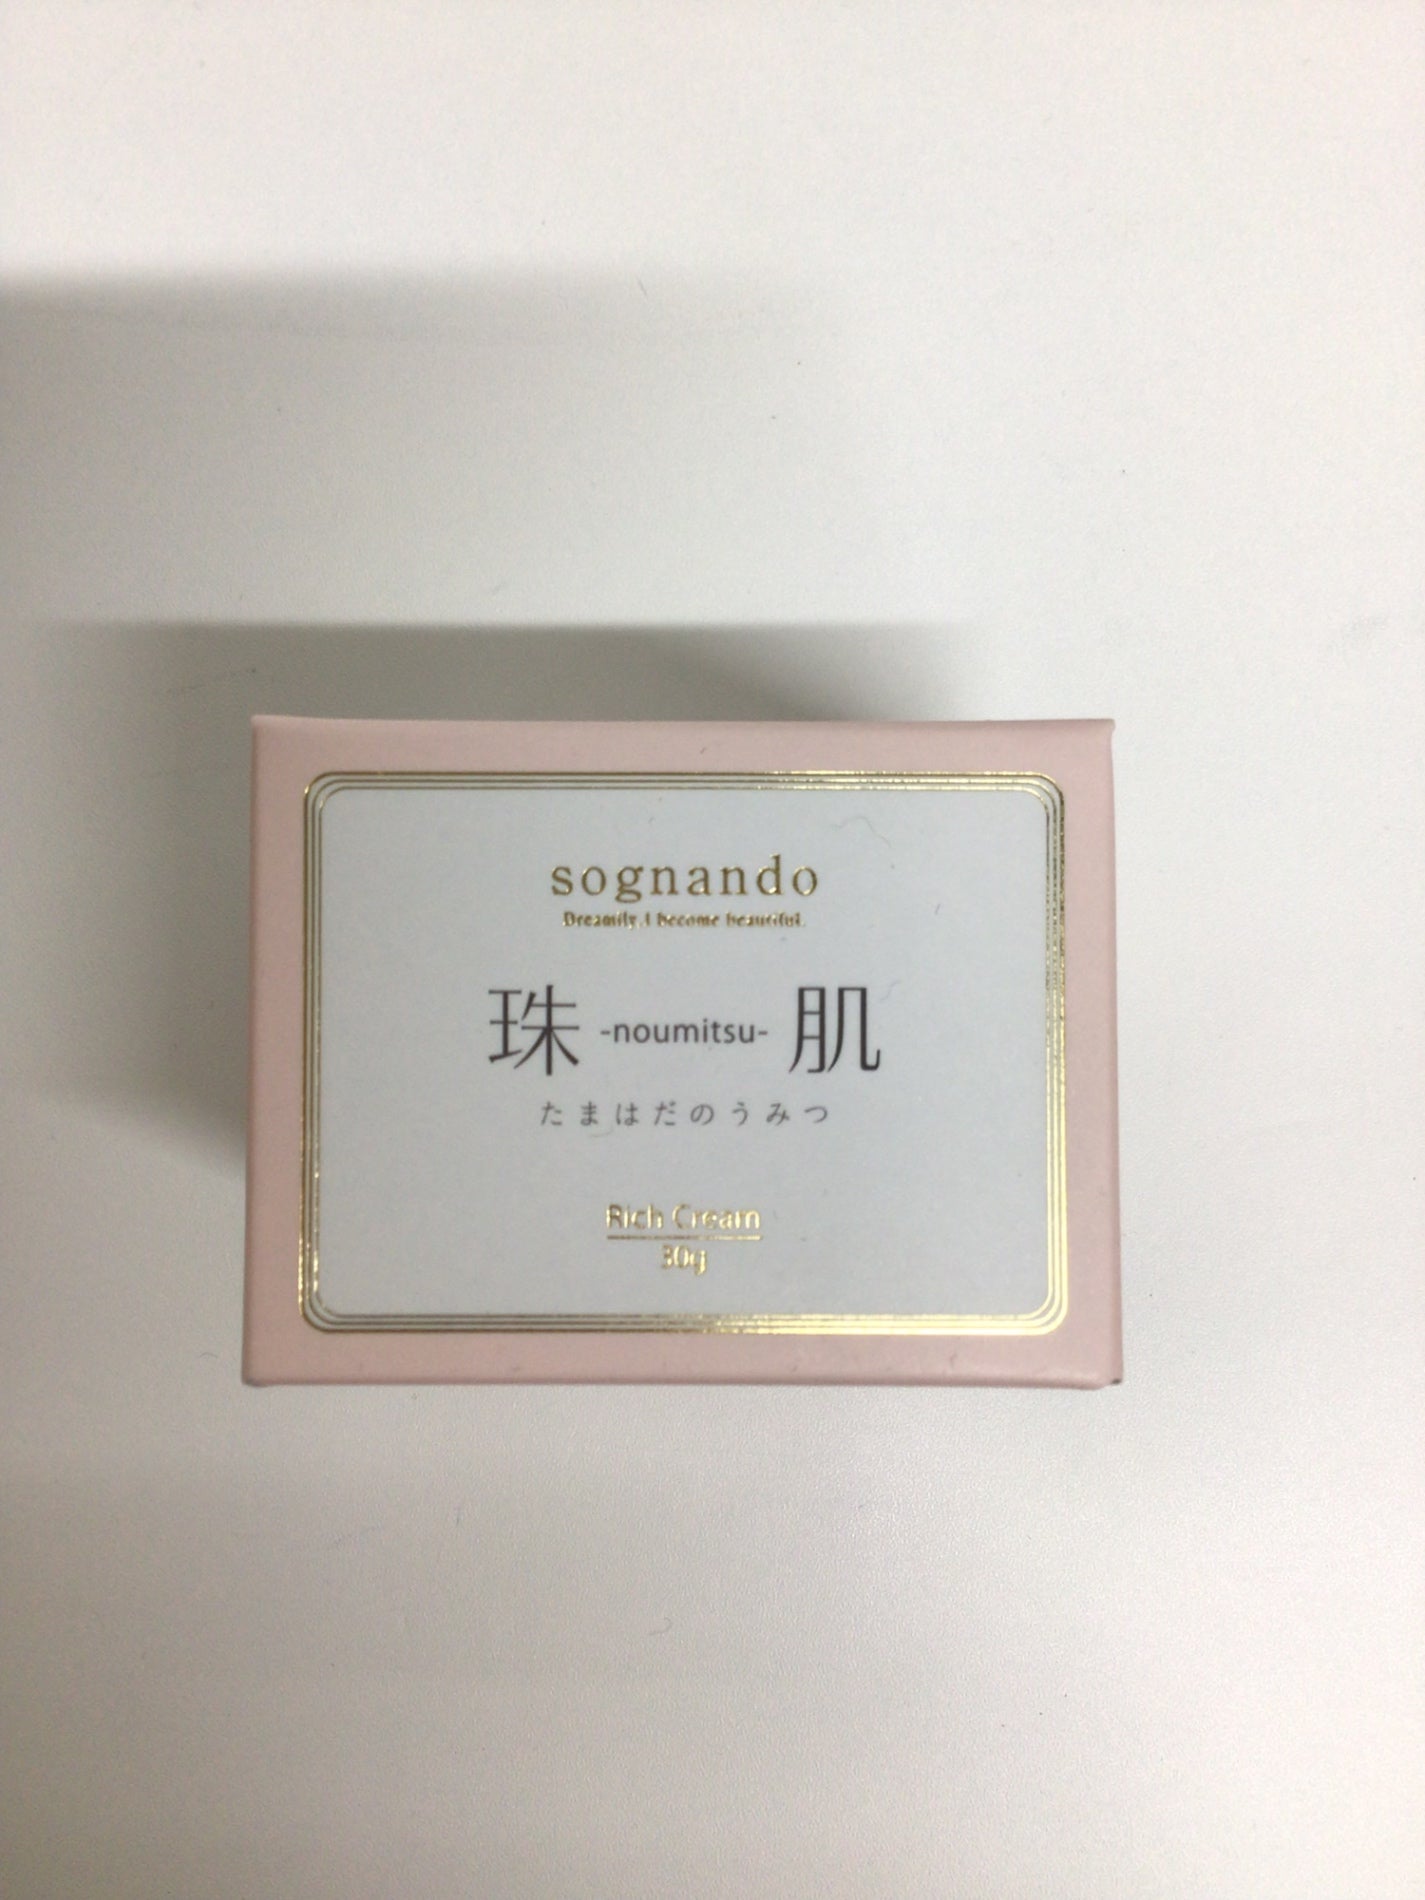 sognando
Dreamily,I become beautiful.
珠 -noumitsu- 肌
たまはだのうみつ
Rich Cream
30g